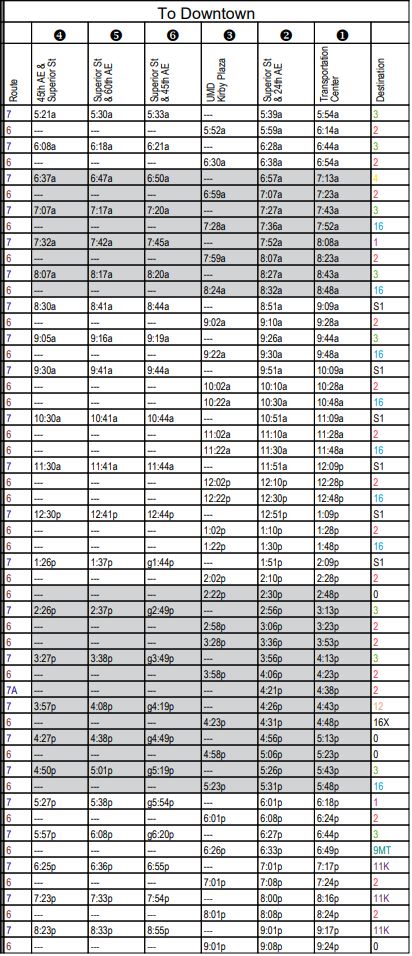 To Downtown
❹ ❺ ❻ ❸ ❷ ❶
Route 45th AE & Superior St Superior St & 60th AE Superior St & 45th AE UMD Kirby Plaza Superior St & 24th AE Transportation Center Destination
7 5:21a 5:30a 5:33a --- 5:39a 5:54a 3
6 --- --- --- 5:52a 5:59a 6:14a 2
7 6:08a 6:18a 6:21a --- 6:28a 6:44a 3
6 --- --- --- 6:30a 6:38a 6:54a 2
7 6:37a 6:47a 6:50a --- 6:57a 7:13a 4
6 --- --- --- 6:59a 7:07a 7:23a 2
7 7:07a 7:17a 7:20a --- 7:27a 7:43a 3
6 --- --- --- 7:28a 7:36a 7:52a 16
7 7:32a 7:42a 7:45a --- 7:52a 8:08a 1
6 --- --- --- 7:59a 8:07a 8:23a 2
7 8:07a 8:17a 8:20a --- 8:27a 8:43a 3
6 --- --- --- 8:24a 8:32a 8:48a 16
7 8:30a 8:41a 8:44a --- 8:51a 9:09a S1
6 --- --- --- 9:02a 9:10a 9:28a 2
7 9:05a 9:16a 9:19a --- 9:26a 9:44a 3
6 --- --- --- 9:22a 9:30a 9:48a 16
7 9:30a 9:41a 9:44a --- 9:51a 10:09a S1
6 --- --- --- 10:02a 10:10a 10:28a 2
6 --- --- --- 10:22a 10:30a 10:48a 16
7 10:30a 10:41a 10:44a --- 10:51a 11:09a S1
6 --- --- --- 11:02a 11:10a 11:28a 2
6 --- --- --- 11:22a 11:30a 11:48a 16
7 11:30a 11:41a 11:44a --- 11:51a 12:09p S1
6 --- --- --- 12:02p 12:10p 12:28p 2
6 --- --- --- 12:22p 12:30p 12:48p 16
7 12:30p 12:41p 12:44p --- 12:51p 1:09p S1
6 --- --- --- 1:02p 1:10p 1:28p 2
6 --- --- --- 1:22p 1:30p 1:48p 16
7 1:26p 1:37p g1:44p --- 1:51p 2:09p S1
6 --- --- --- 2:02p 2:10p 2:28p 2
6 --- --- --- 2:22p 2:30p 2:48p 0
7 2:26p 2:37p g2:49p --- 2:56p 3:13p 3
6 --- --- --- 2:58p 3:06p 3:23p 2
6 --- --- --- 3:28p 3:36p 3:53p 2
7 3:27p 3:38p g3:49p --- 3:56p 4:13p 3
6 --- --- --- 3:58p 4:06p 4:23p 2
7A --- --- --- --- 4:21p 4:38p 2
7 3:57p 4:08p g4:19p --- 4:26p 4:43p 12
6 --- --- --- 4:23p 4:31p 4:48p 16X
7 4:27p 4:38p g4:49p --- 4:56p 5:13p 0
6 --- --- --- 4:58p 5:06p 5:23p 0
7 4:50p 5:01p g5:19p --- 5:26p 5:43p 3
6 --- --- --- 5:23p 5:31p 5:48p 16
7 5:27p 5:38p g5:54p --- 6:01p 6:18p 1
6 --- --- --- 6:01p 6:08p 6:24p 2
7 5:57p 6:08p g6:20p --- 6:27p 6:44p 3
6 --- --- --- 6:26p 6:33p 6:49p 9MT
7 6:25p 6:36p 6:55p --- 7:01p 7:17p 11K
6 --- --- --- 7:01p 7:08p 7:24p 2
7 7:23p 7:33p 7:54p --- 8:00p 8:16p 11K
6 --- --- --- 8:01p 8:08p 8:24p 2
7 8:23p 8:33p 8:55p --- 9:01p 9:17p 11K
6 --- --- --- 9:01p 9:08p 9:24p 0